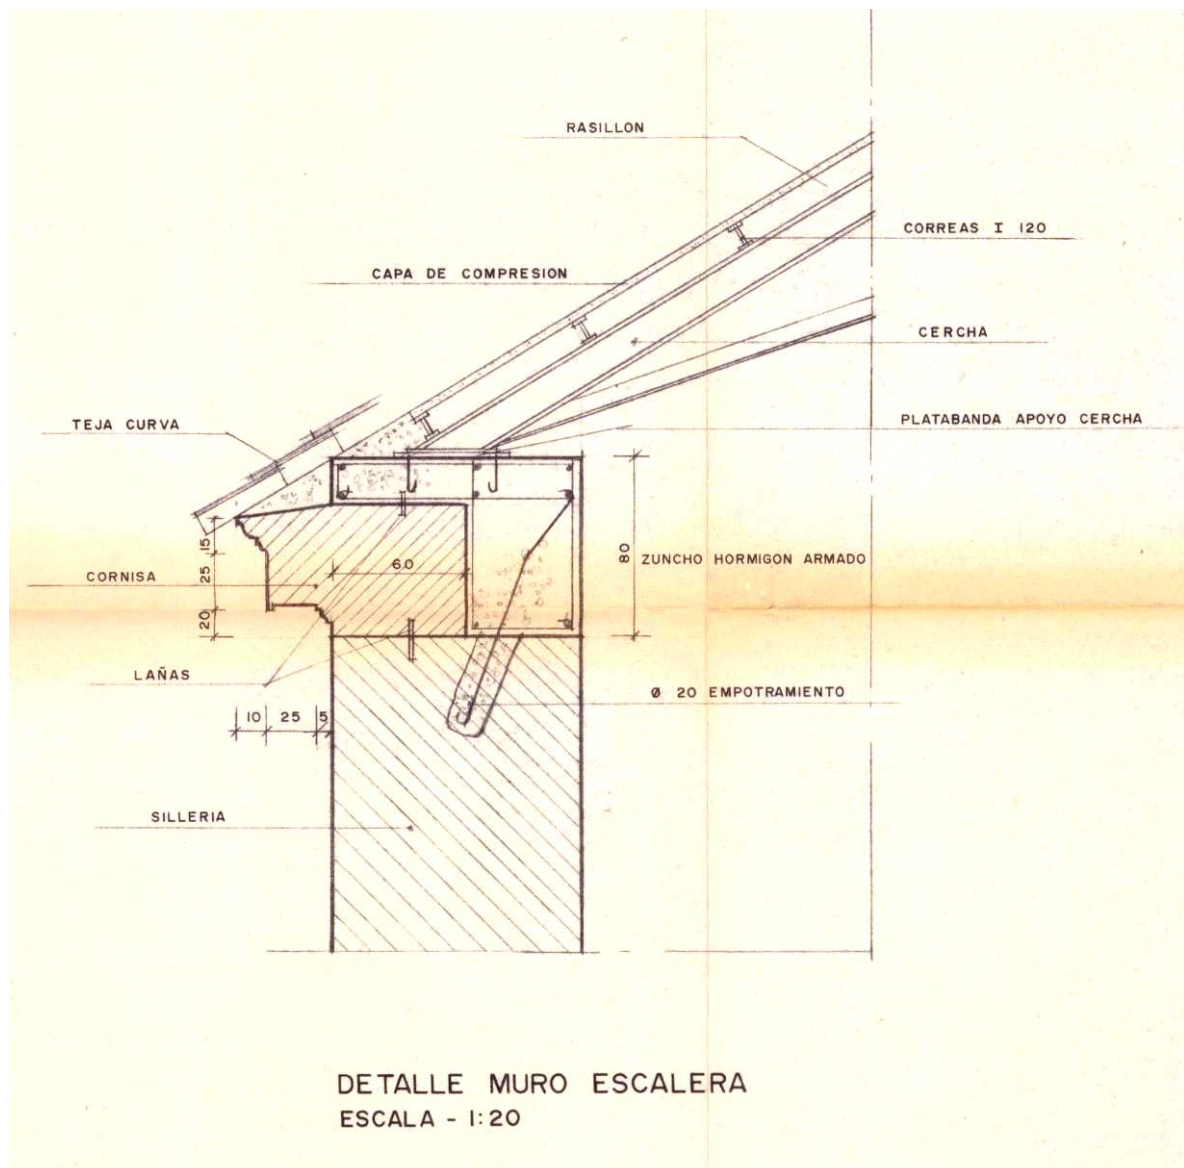 RASILLON
CORREAS I 120
CAPA DE COMPRESION
CERCHA
TEJA CURVA
PLATABANDA APOYO CERCHA
15
25
20
60
80
ZUNCHO HORMIGON ARMADO
CORNISA
LAÑAS
Ø 20 EMPOTRAMIENTO
10 25 5
SILLERIA
DETALLE MURO ESCALERA
ESCALA - 1:20